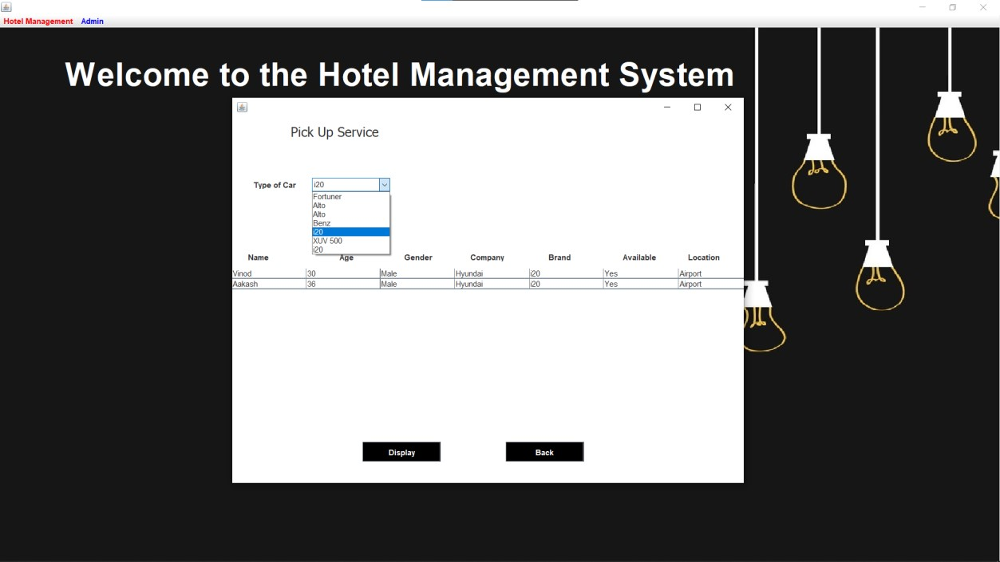 Hotel Management Admin
Welcome to the Hotel Management System
Pick Up Service
Type of Car i20
Fortuner
Alto
Alto
Benz
i20
XUV 500
i20
Name Age Gender Company Brand Available Location
Vinod 30 Male Hyundai i20 Yes Airport
Aakash 36 Male Hyundai i20 Yes Airport
Display Back